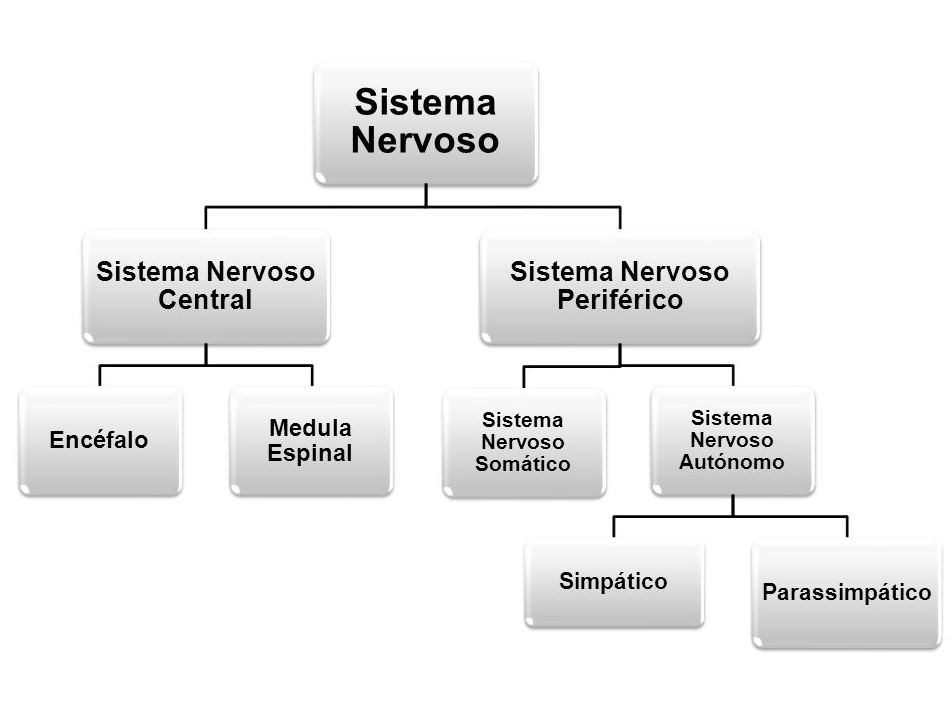 Sistema
Nervoso
Sistema Nervoso
Central
Sistema Nervoso
Periférico
Encéfalo
Medula
Espinal
Sistema
Nervoso
Somático
Sistema
Nervoso
Autónomo
Simpático
Parassimpático